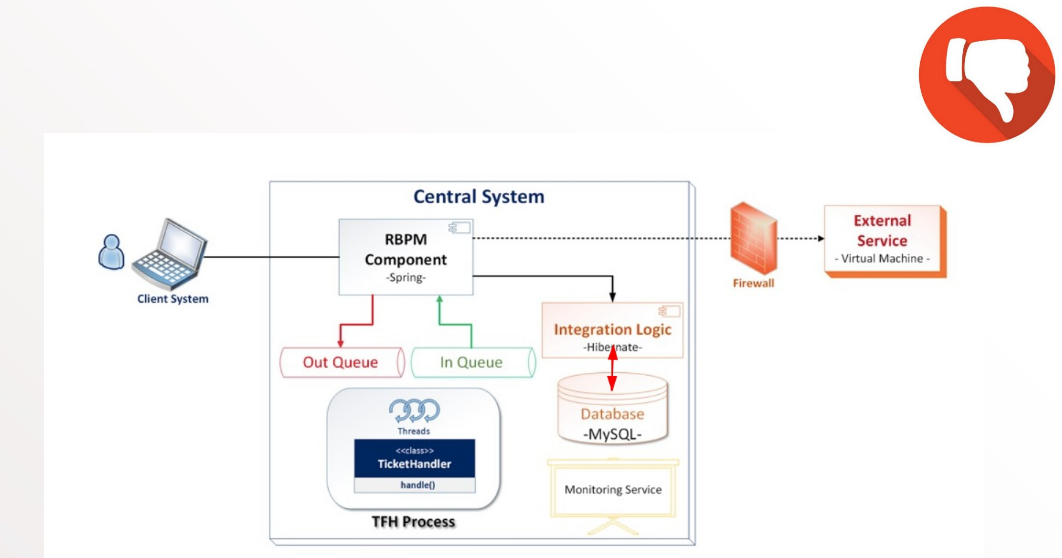 Central System
RBPM
Component
-Spring-
External
Service
- Virtual Machine -
Firewall
Client System
Integration Logic
-Hibernate-
Out Queue
In Queue
Threads
<<class>>
TicketHandler
handle()
TFH Process
Database
-MySQL-
Monitoring Service